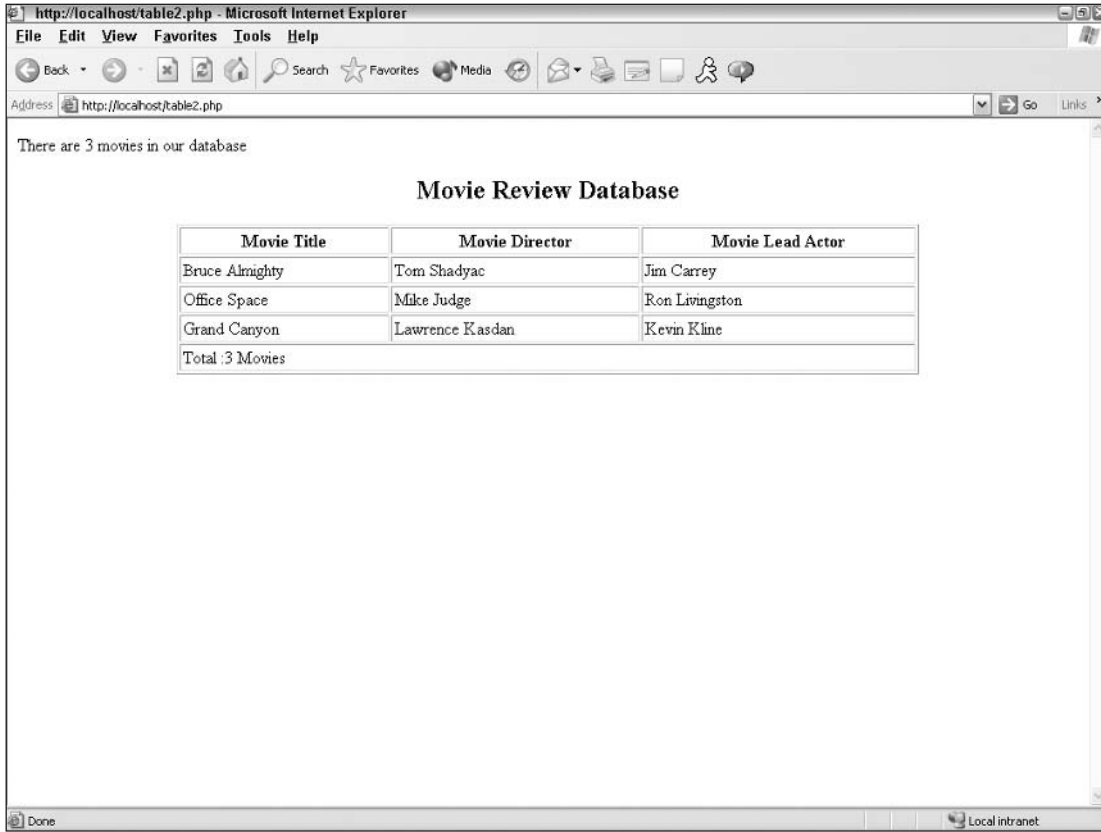 http://localhost/table2.php - Microsoft Internet Explorer
File Edit View Favorites Tools Help
Back Search Favorites Media
Address http://localhost/table2.php Go Links
There are 3 movies in our database
Movie Review Database
Movie Title Movie Director Movie Lead Actor
Bruce Almighty Tom Shadyac Jim Carrey
Office Space Mike Judge Ron Livingston
Grand Canyon Lawrence Kasdan Kevin Kline
Total :3 Movies
Done Local intranet